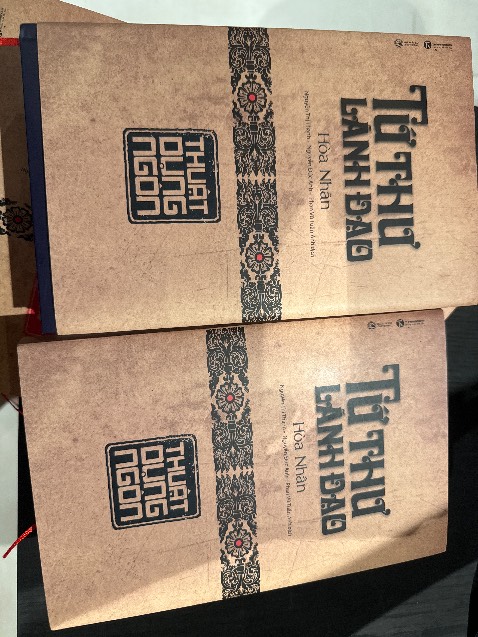 TỨ THƯ
LÃNH ĐẠO
Hòa Nhân
THUẬT
DỤNG
NGÔN
TỨ THƯ
LÃNH ĐẠO
Hòa Nhân
THUẬT
DỤNG
NGÔN